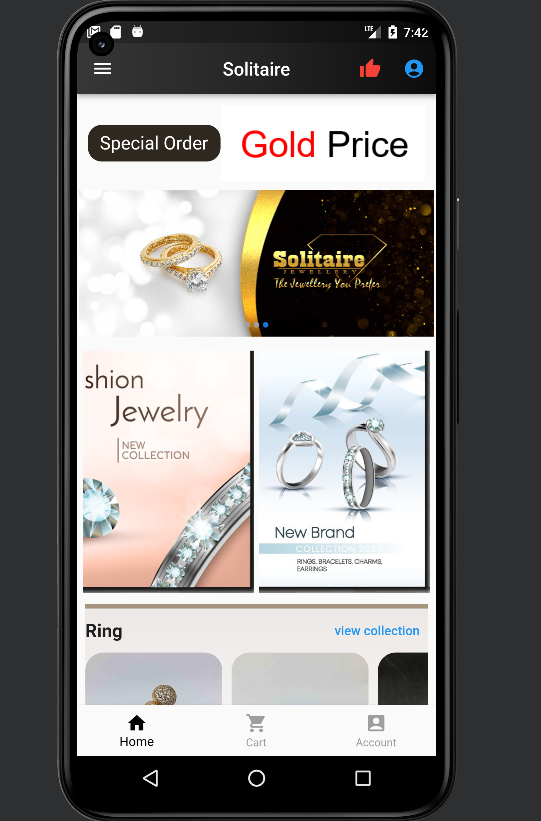 LTE 7:42
Solitaire
Special Order
Gold Price
Solitaire
JEWELLERY
The Jewellery You Prefer
shion
Jewelry
NEW
COLLECTION
New Brand
COLLECTION 2020
RINGS, BRACELETS, CHARMS,
EARRINGS
Ring
view collection
Home
Cart
Account